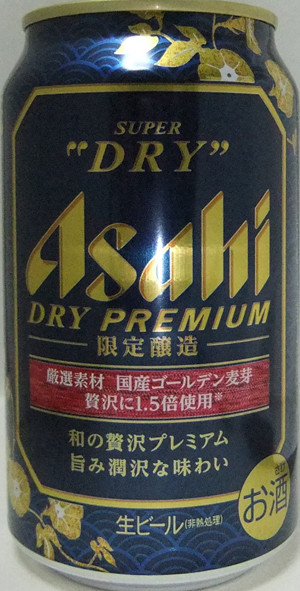 SUPER
"DRY"
Asahi
DRY PREMIUM
限定醸造
厳選素材 国産ゴールデン麦芽
贅沢に1.5倍使用※
和の贅沢プレミアム
旨み潤沢な味わい
お酒
生ビール(非熱処理)